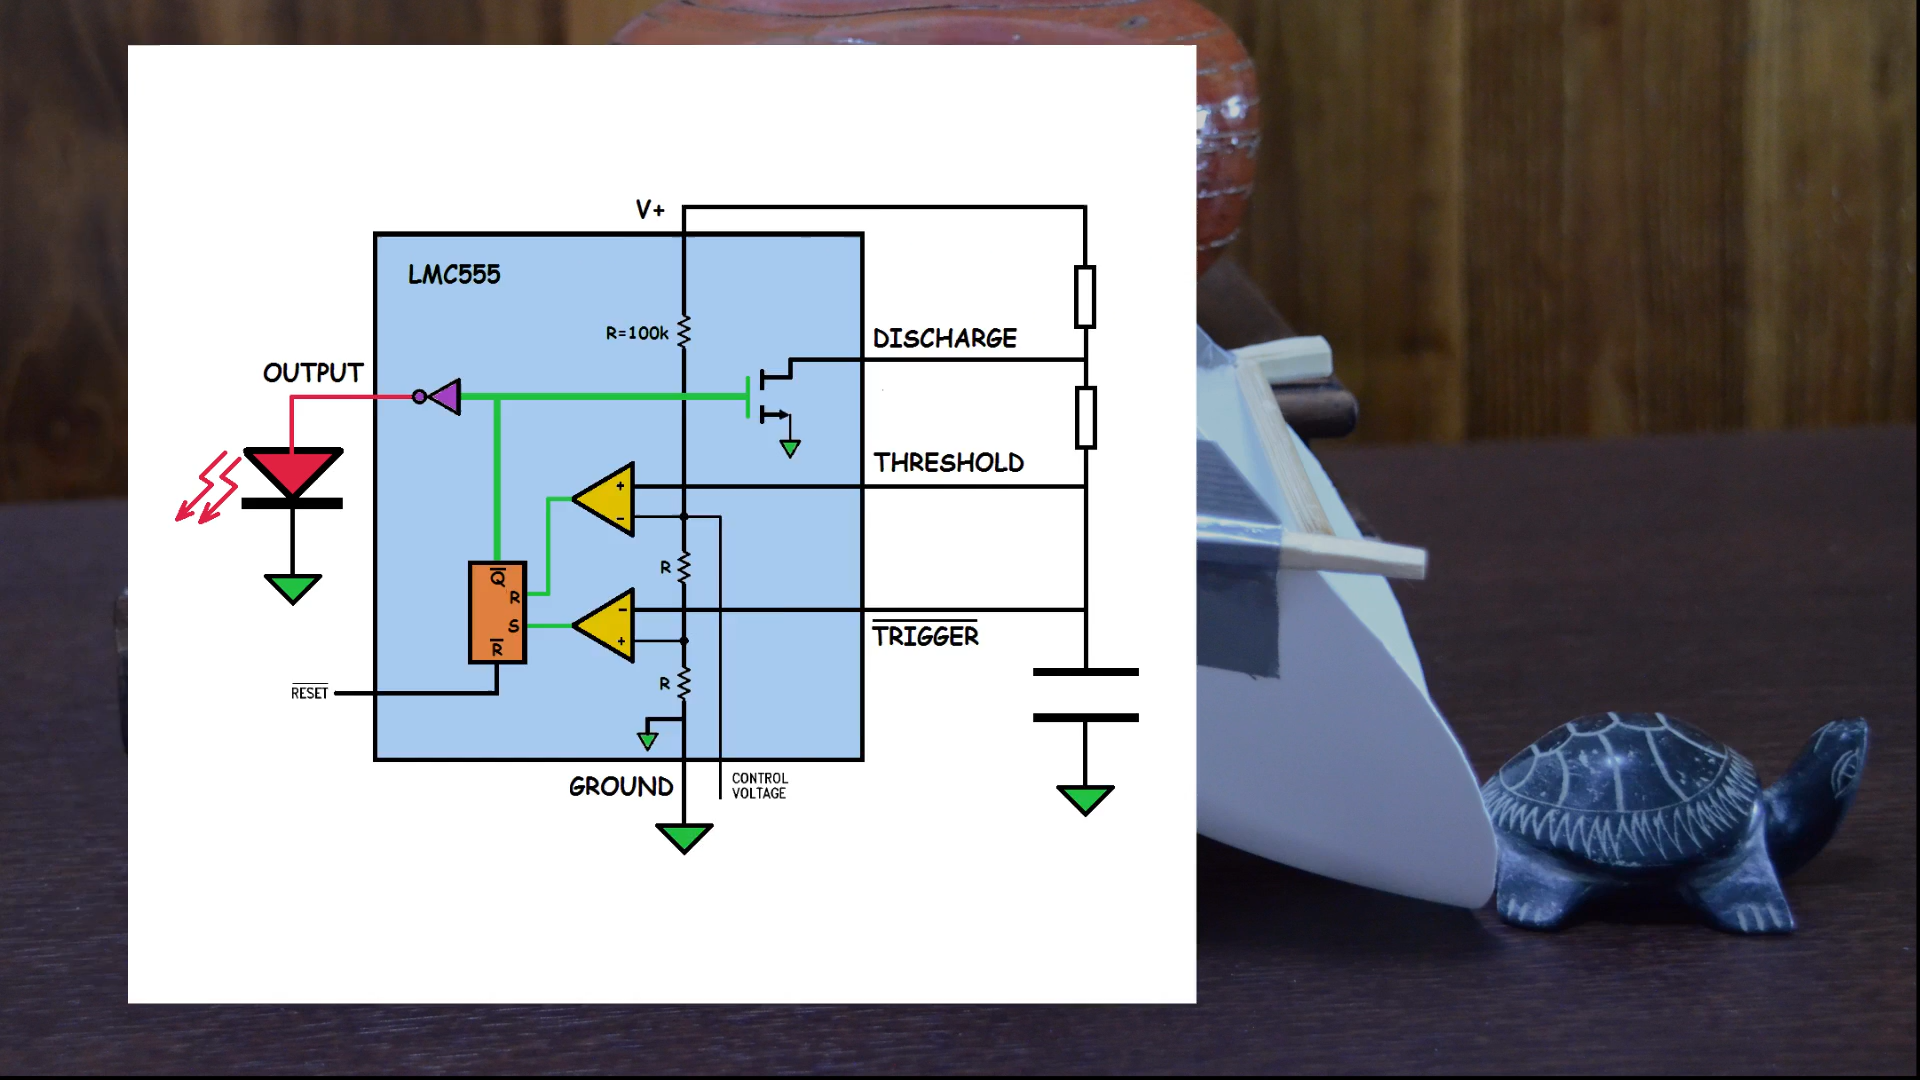 V+
LMC555
R=100k
DISCHARGE
OUTPUT
THRESHOLD
+
-
Q
R
R
S
-
TRIGGER
+
R
R
RESET
GROUND
CONTROL
VOLTAGE